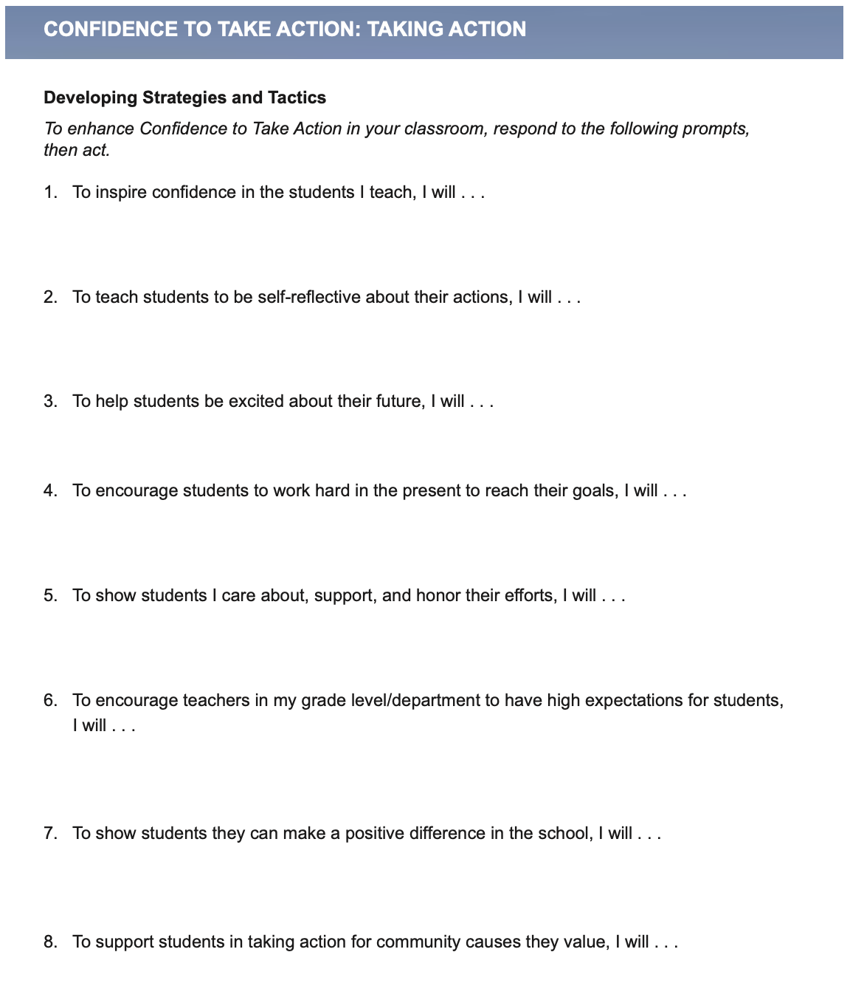 CONFIDENCE TO TAKE ACTION: TAKING ACTION
Developing Strategies and Tactics
To enhance Confidence to Take Action in your classroom, respond to the following prompts,
then act.
1. To inspire confidence in the students I teach, I will . . .
2. To teach students to be self-reflective about their actions, I will . . .
3. To help students be excited about their future, I will . . .
4. To encourage students to work hard in the present to reach their goals, I will . . .
5. To show students I care about, support, and honor their efforts, I will . . .
6. To encourage teachers in my grade level/department to have high expectations for students,
I will . . .
7. To show students they can make a positive difference in the school, I will . . .
8. To support students in taking action for community causes they value, I will . . .